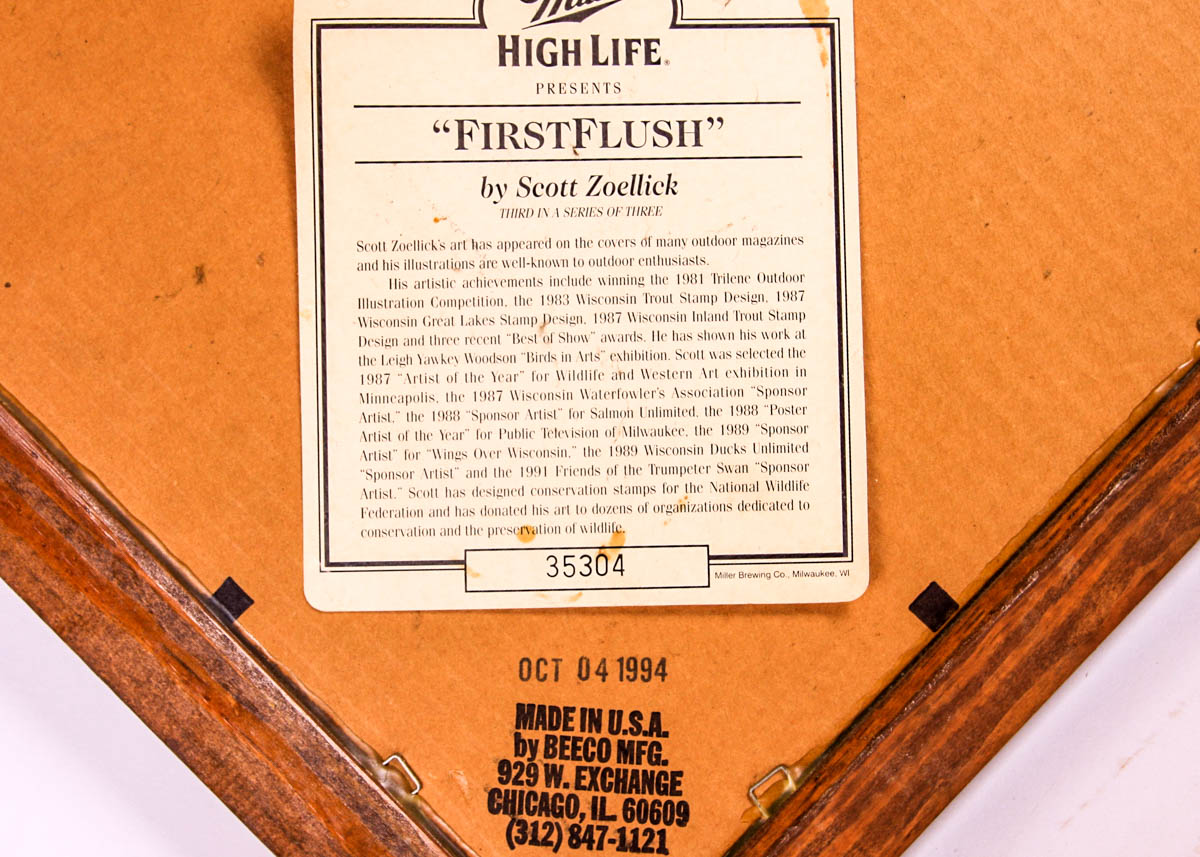 HIGH LIFE®
PRESENTS
“FIRSTFLUSH”
by Scott Zoellick
THIRD IN A SERIES OF THREE
Scott Zoellick's art has appeared on the covers of many outdoor magazines
and his illustrations are well-known to outdoor enthusiasts.
His artistic achievements include winning the 1981 Trilene Outdoor
Illustration Competition, the 1983 Wisconsin Trout Stamp Design, 1987
Wisconsin Great Lakes Stamp Design, 1987 Wisconsin Inland Trout Stamp
Design and three recent “Best of Show” awards. He has shown his work at
the Leigh Yawkey Woodson “Birds in Arts” exhibition. Scott was selected the
1987 “Artist of the Year” for Wildlife and Western Art exhibition in
Minneapolis, the 1987 Wisconsin Waterfowler's Association “Sponsor
Artist,” the 1988 “Sponsor Artist” for Salmon Unlimited, the 1988 “Poster
Artist of the Year” for Public Television of Milwaukee, the 1989 “Sponsor
Artist” for “Wings Over Wisconsin,” the 1989 Wisconsin Ducks Unlimited
“Sponsor Artist” and the 1991 Friends of the Trumpeter Swan “Sponsor
Artist.” Scott has designed conservation stamps for the National Wildlife
Federation and has donated his art to dozens of organizations dedicated to
conservation and the preservation of wildlife.
35304
Miller Brewing Co., Milwaukee, WI
OCT 04 1994
MADE IN U.S.A.
by BEECO MFG.
929 W. EXCHANGE
CHICAGO, IL. 60609
(312) 847-1121